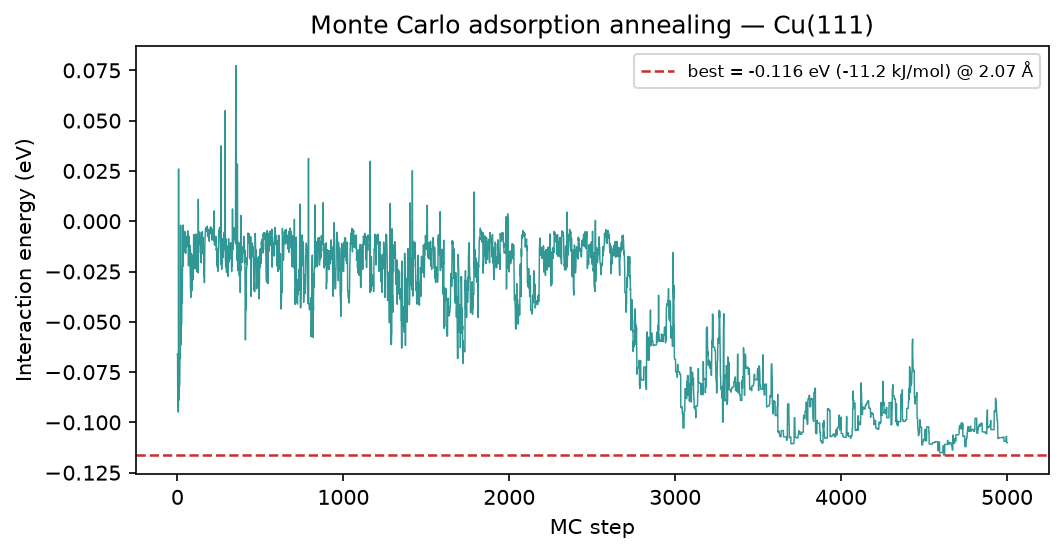 Monte Carlo adsorption annealing — Cu(111)
best = -0.116 eV (-11.2 kJ/mol) @ 2.07 Å
Interaction energy (eV)
0.075
0.050
0.025
0.000
−0.025
−0.050
−0.075
−0.100
−0.125
0 1000 2000 3000 4000 5000
MC step